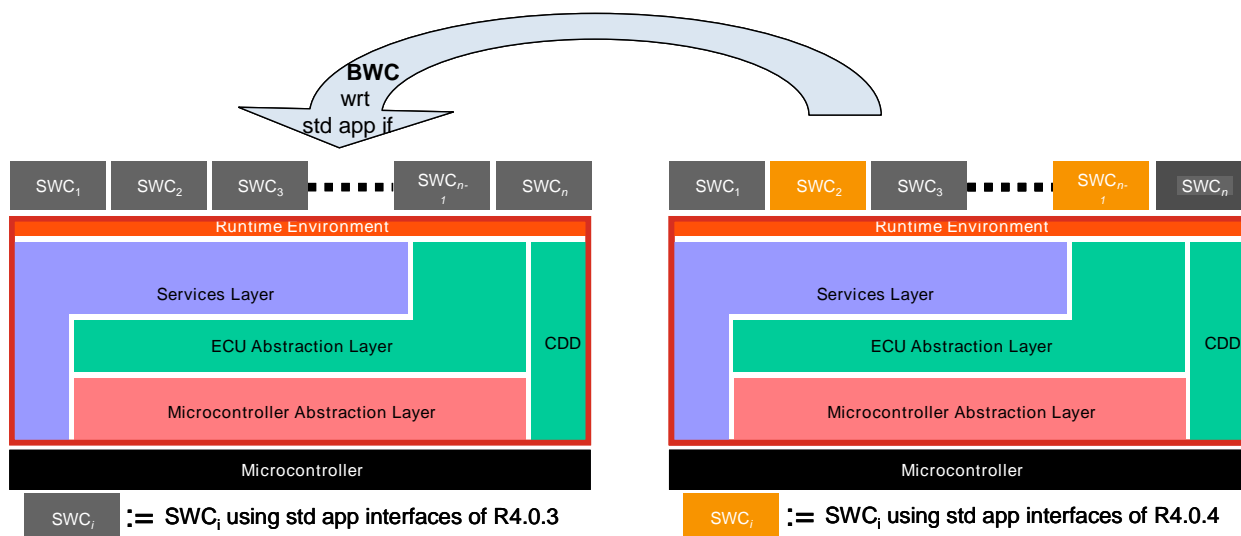 BWC
wrt
std app if
SWC1 SWC2 SWC3 SWCn-1 SWCn
SWC1 SWC2 SWC3 SWCn-1 SWCn
Runtime Environment
Runtime Environment
Services Layer
Services Layer
ECU Abstraction Layer
CDD
ECU Abstraction Layer
CDD
Microcontroller Abstraction Layer
Microcontroller Abstraction Layer
Microcontroller
Microcontroller
SWCi := SWCi using std app interfaces of R4.0.3
SWCi := SWCi using std app interfaces of R4.0.4